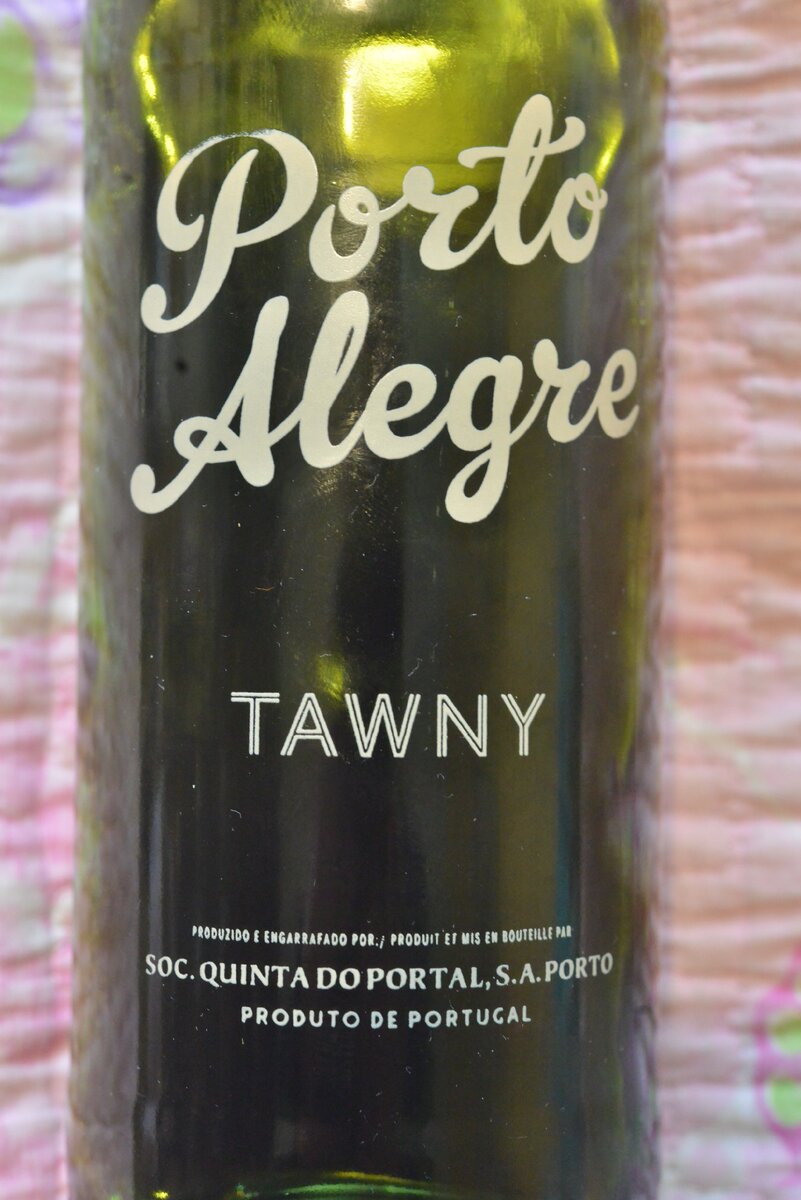 Porto
Alegre
TAWNY
PRODUZIDO E ENGARRAFADO POR:/ PRODUIT ET MIS EN BOUTEILLE PAR
SOC. QUINTA DO PORTAL, S.A. PORTO
PRODUTO DE PORTUGAL